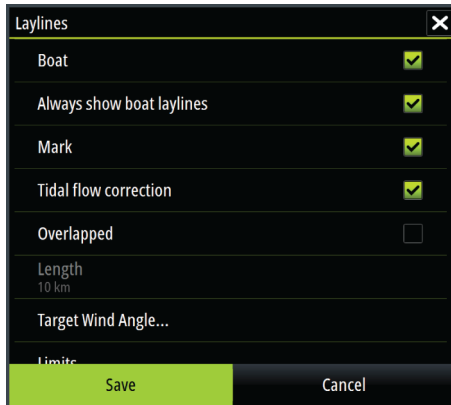 Laylines
Boat
Always show boat laylines
Mark
Tidal flow correction
Overlapped
Length
10 km
Target Wind Angle...
Limits
Save
Cancel